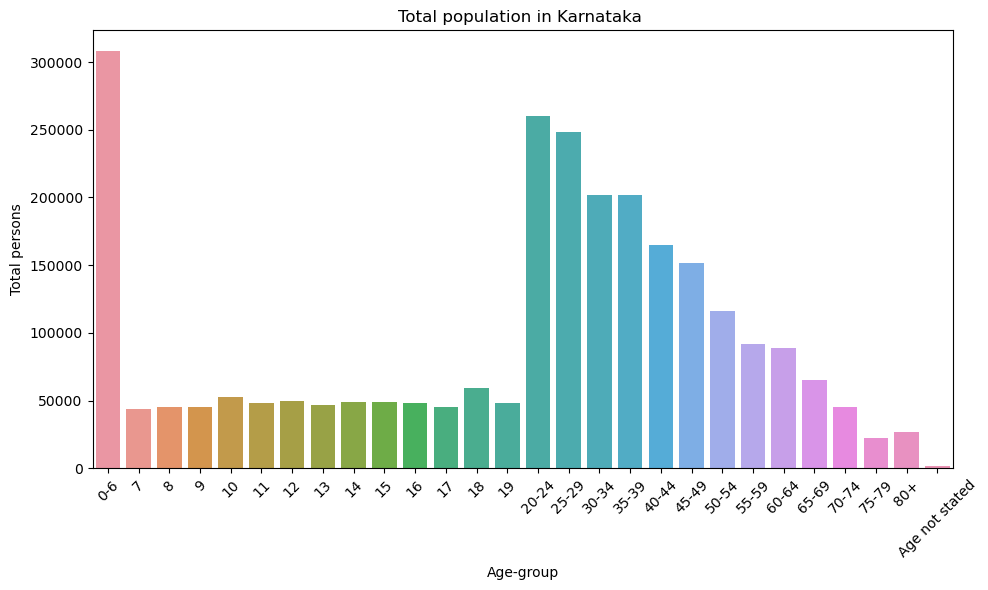 Total population in Karnataka
Total persons
300000
250000
200000
150000
100000
50000
0
0-6 7 8 9 10 11 12 13 14 15 16 17 18 19 20-24 25-29 30-34 35-39 40-44 45-49 50-54 55-59 60-64 65-69 70-74 75-79 80+ Age not stated
Age-group